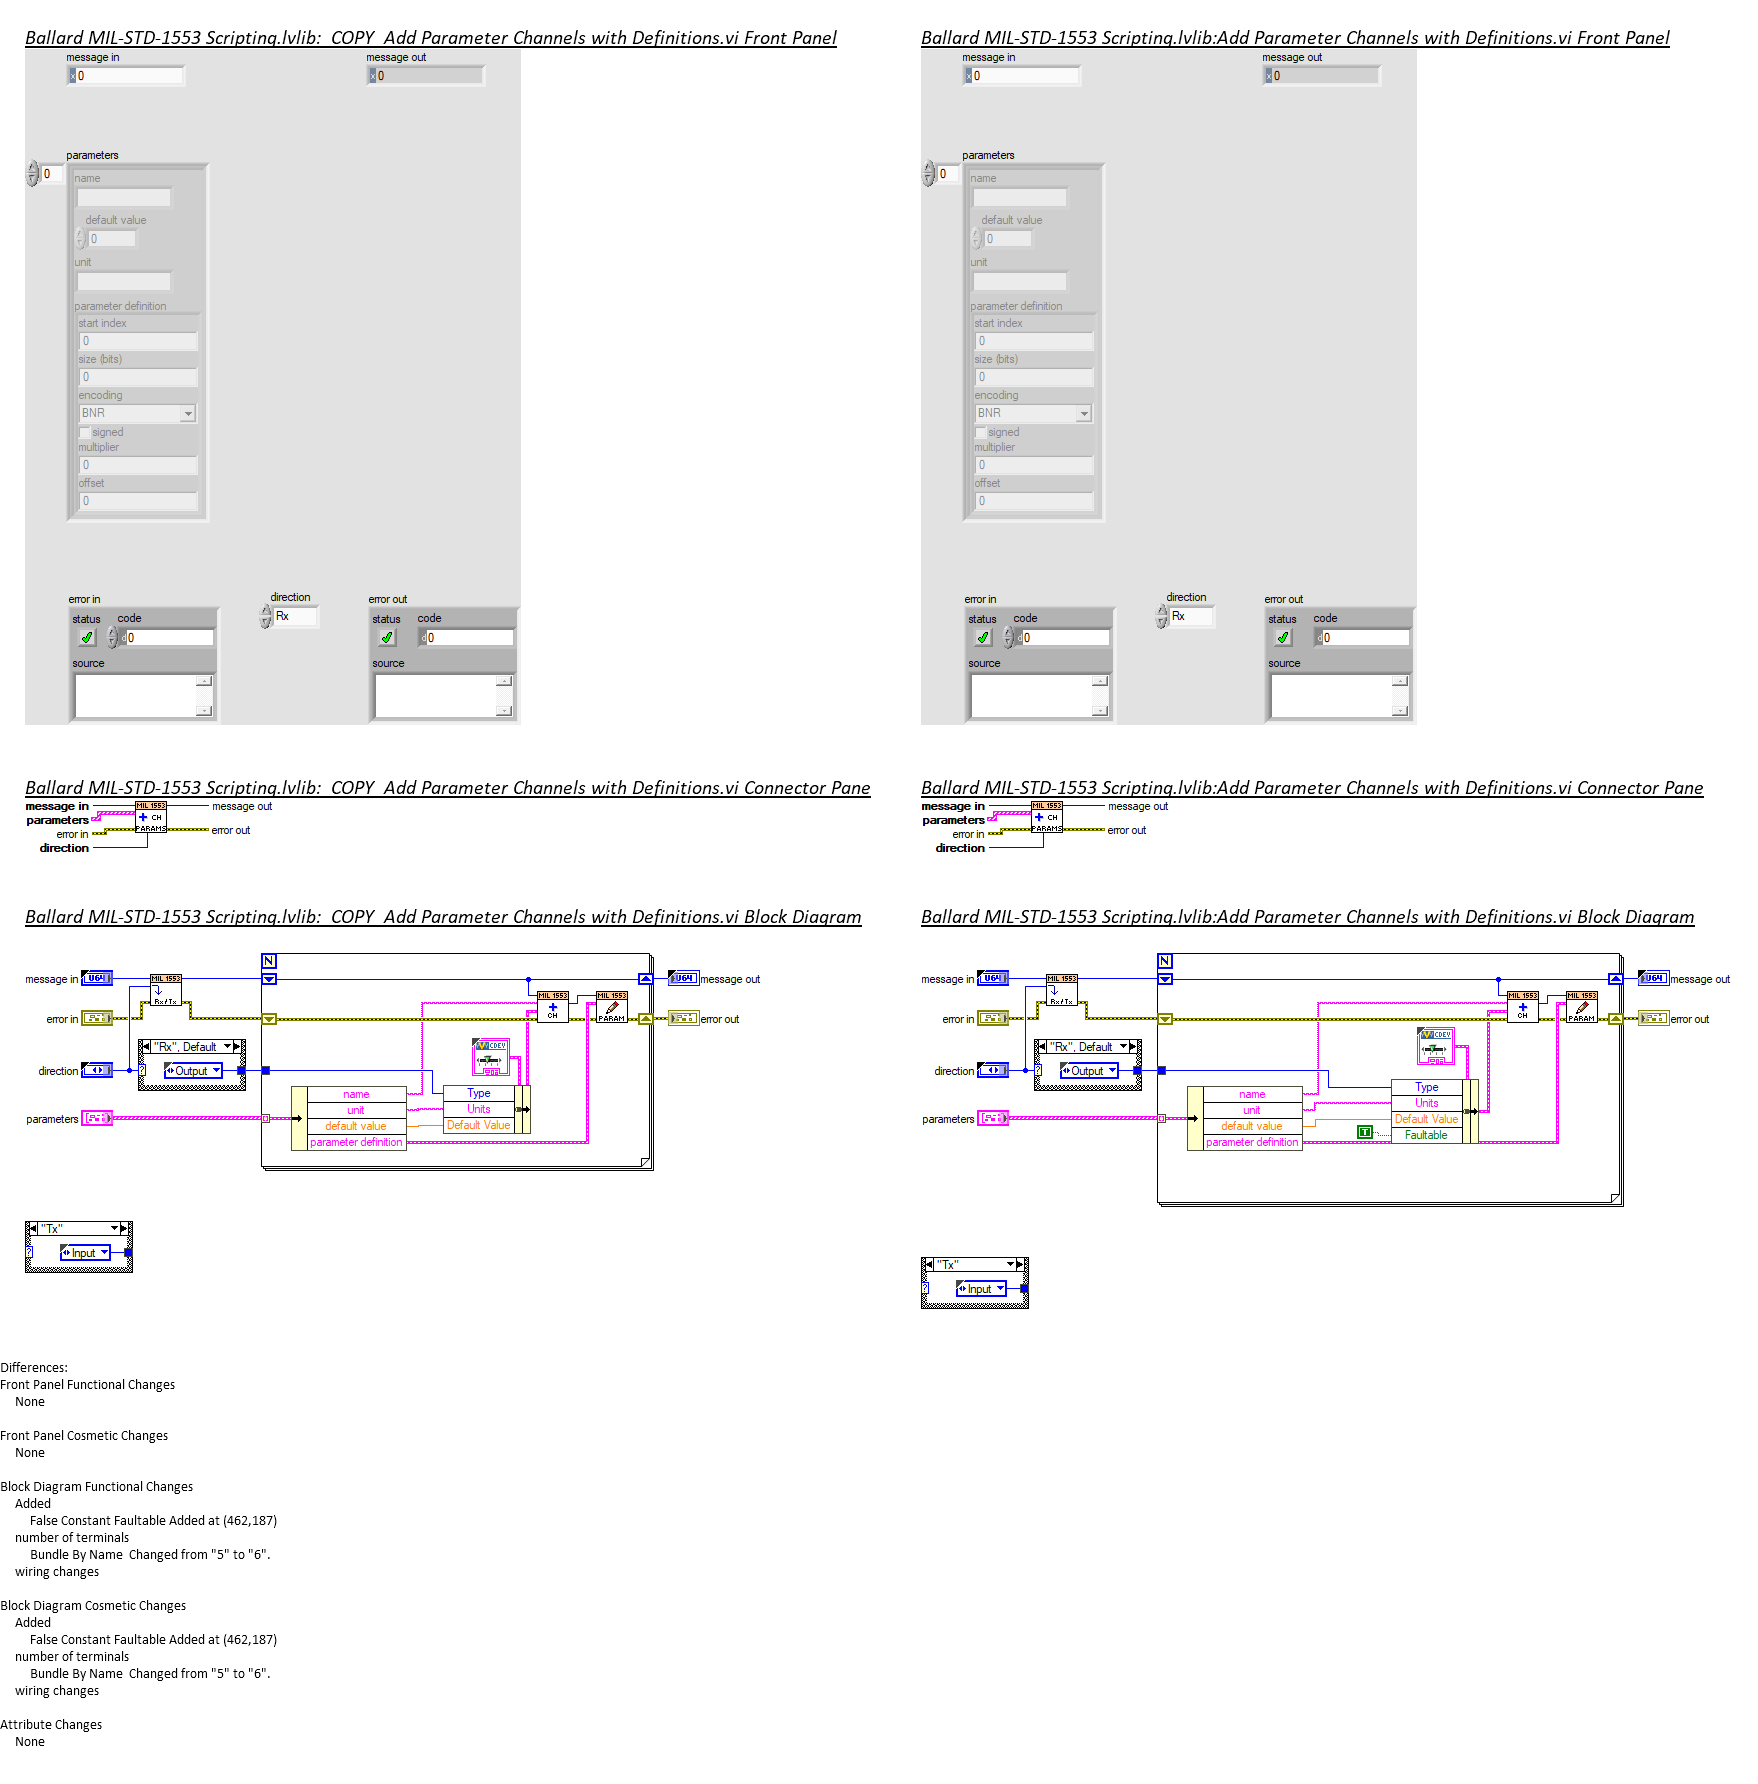 Ballard MIL-STD-1553 Scripting.lvlib:  COPY  Add Parameter Channels with Definitions.vi Front Panel
message in
x 0
message out
x 0
parameters
0
name
default value
0
unit
parameter definition
start index
0
size (bits)
0
encoding
BNR
signed
multiplier
0
offset
0
error in
status code
d 0
source
direction
Rx
error out
status code
d 0
source
Ballard MIL-STD-1553 Scripting.lvlib:Add Parameter Channels with Definitions.vi Front Panel
message in
x 0
message out
x 0
parameters
0
name
default value
0
unit
parameter definition
start index
0
size (bits)
0
encoding
BNR
signed
multiplier
0
offset
0
error in
status code
d 0
source
direction
Rx
error out
status code
d 0
source
Ballard MIL-STD-1553 Scripting.lvlib:  COPY  Add Parameter Channels with Definitions.vi Connector Pane
message in
parameters
error in
direction
MIL 1553
+ CH
PARAMS
message out
error out
Ballard MIL-STD-1553 Scripting.lvlib:Add Parameter Channels with Definitions.vi Connector Pane
message in
parameters
error in
direction
MIL 1553
+ CH
PARAMS
message out
error out
Ballard MIL-STD-1553 Scripting.lvlib:  COPY  Add Parameter Channels with Definitions.vi Block Diagram
message in
U64
error in
direction
parameters
MIL 1553
Rx/Tx
"Rx", Default
?
Output
N
name
unit
default value
parameter definition
CDEV
Type
Units
Default Value
MIL 1553
+
CH
MIL 1553
PARAM
U64
message out
error out
"Tx"
?
Input
Ballard MIL-STD-1553 Scripting.lvlib:Add Parameter Channels with Definitions.vi Block Diagram
message in
U64
error in
direction
parameters
MIL 1553
Rx/Tx
"Rx", Default
?
Output
N
name
unit
default value
parameter definition
CDEV
Type
Units
Default Value
Faultable
T
MIL 1553
+
CH
MIL 1553
PARAM
U64
message out
error out
"Tx"
?
Input
Differences:
Front Panel Functional Changes
None
Front Panel Cosmetic Changes
None
Block Diagram Functional Changes
Added
False Constant Faultable Added at (462,187)
number of terminals
Bundle By Name  Changed from "5" to "6".
wiring changes
Block Diagram Cosmetic Changes
Added
False Constant Faultable Added at (462,187)
number of terminals
Bundle By Name  Changed from "5" to "6".
wiring changes
Attribute Changes
None